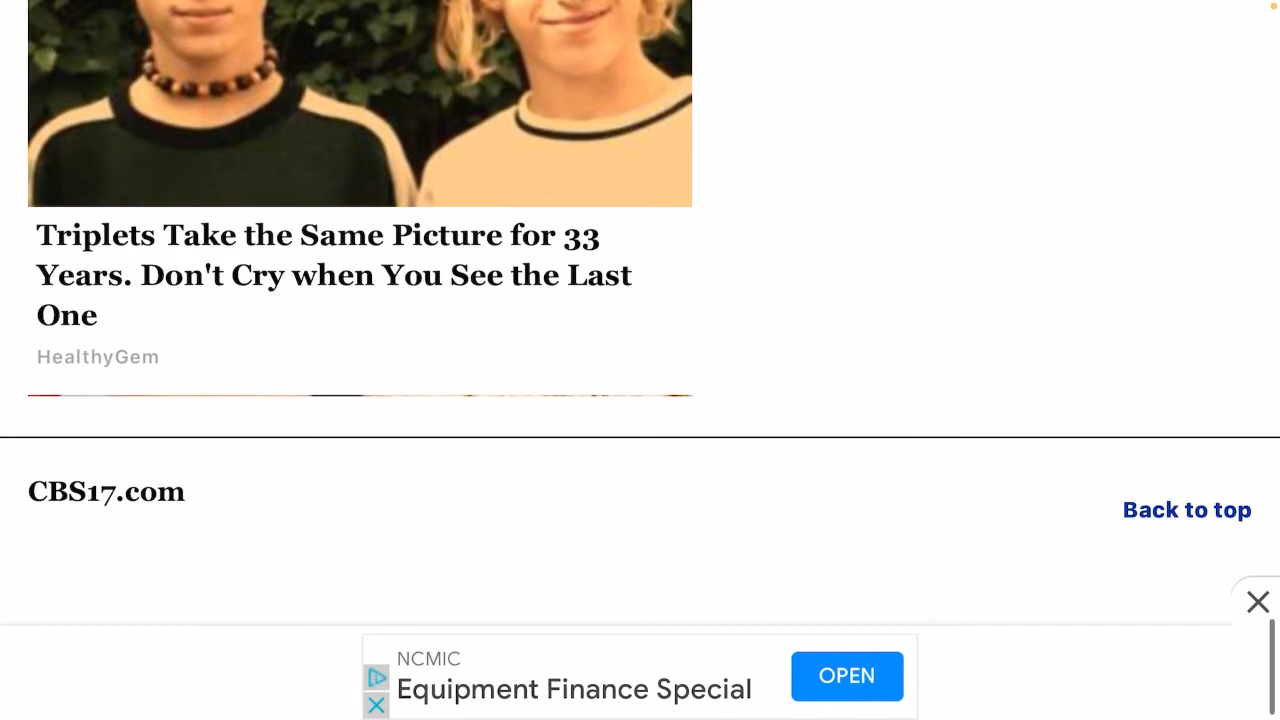 Triplets Take the Same Picture for 33
Years. Don't Cry when You See the Last
One
HealthyGem
CBS17.com
Back to top
NCMIC
Equipment Finance Special
OPEN